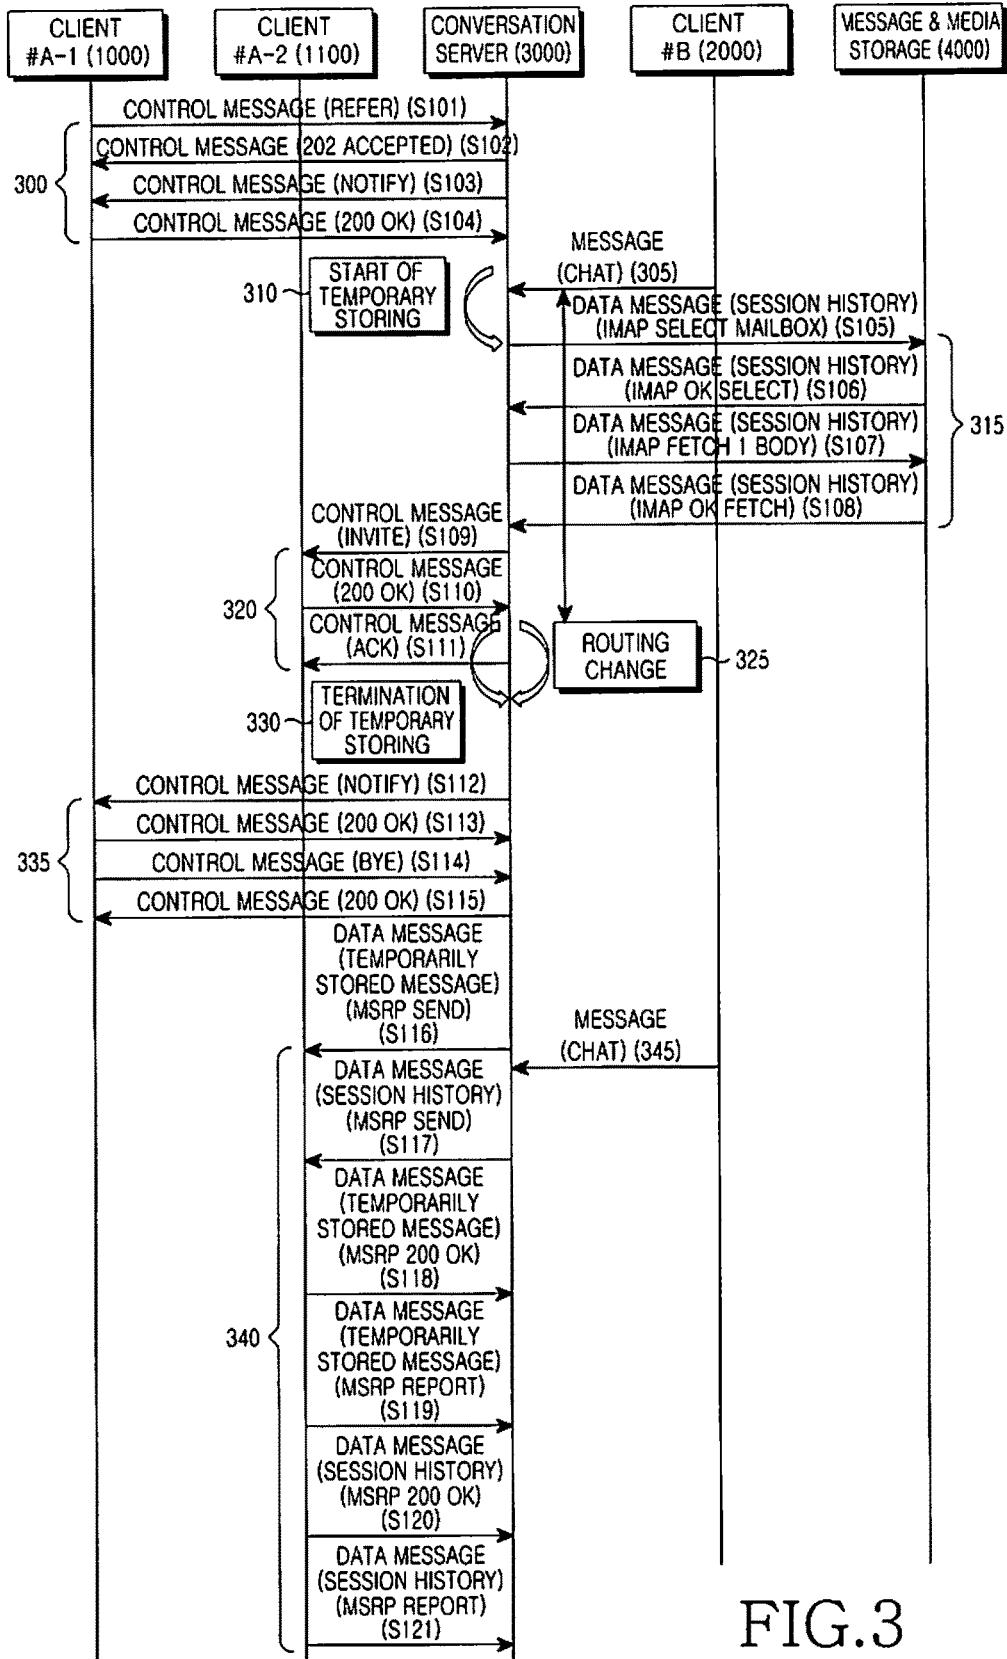 CLIENT
#A-1 (1000)
CLIENT
#A-2 (1100)
CONVERSATION
SERVER (3000)
CLIENT
#B (2000)
MESSAGE & MEDIA
STORAGE (4000)
CONTROL MESSAGE (REFER) (S101)
CONTROL MESSAGE (202 ACCEPTED) (S102)
300
CONTROL MESSAGE (NOTIFY) (S103)
CONTROL MESSAGE (200 OK) (S104)
MESSAGE
(CHAT) (305)
310
START OF
TEMPORARY
STORING
DATA MESSAGE (SESSION HISTORY)
(IMAP SELECT MAILBOX) (S105)
DATA MESSAGE (SESSION HISTORY)
(IMAP OK SELECT) (S106)
315
DATA MESSAGE (SESSION HISTORY)
(IMAP FETCH 1 BODY) (S107)
DATA MESSAGE (SESSION HISTORY)
(IMAP OK FETCH) (S108)
CONTROL MESSAGE
(INVITE) (S109)
320
CONTROL MESSAGE
(200 OK) (S110)
CONTROL MESSAGE
(ACK) (S111)
ROUTING
CHANGE
325
330
TERMINATION
OF TEMPORARY
STORING
CONTROL MESSAGE (NOTIFY) (S112)
CONTROL MESSAGE (200 OK) (S113)
335
CONTROL MESSAGE (BYE) (S114)
CONTROL MESSAGE (200 OK) (S115)
DATA MESSAGE
(TEMPORARILY
STORED MESSAGE)
(MSRP SEND)
(S116)
MESSAGE
(CHAT) (345)
DATA MESSAGE
(SESSION HISTORY)
(MSRP SEND)
(S117)
DATA MESSAGE
(TEMPORARILY
STORED MESSAGE)
(MSRP 200 OK)
(S118)
340
DATA MESSAGE
(TEMPORARILY
STORED MESSAGE)
(MSRP REPORT)
(S119)
DATA MESSAGE
(SESSION HISTORY)
(MSRP 200 OK)
(S120)
DATA MESSAGE
(SESSION HISTORY)
(MSRP REPORT)
(S121)
FIG.3